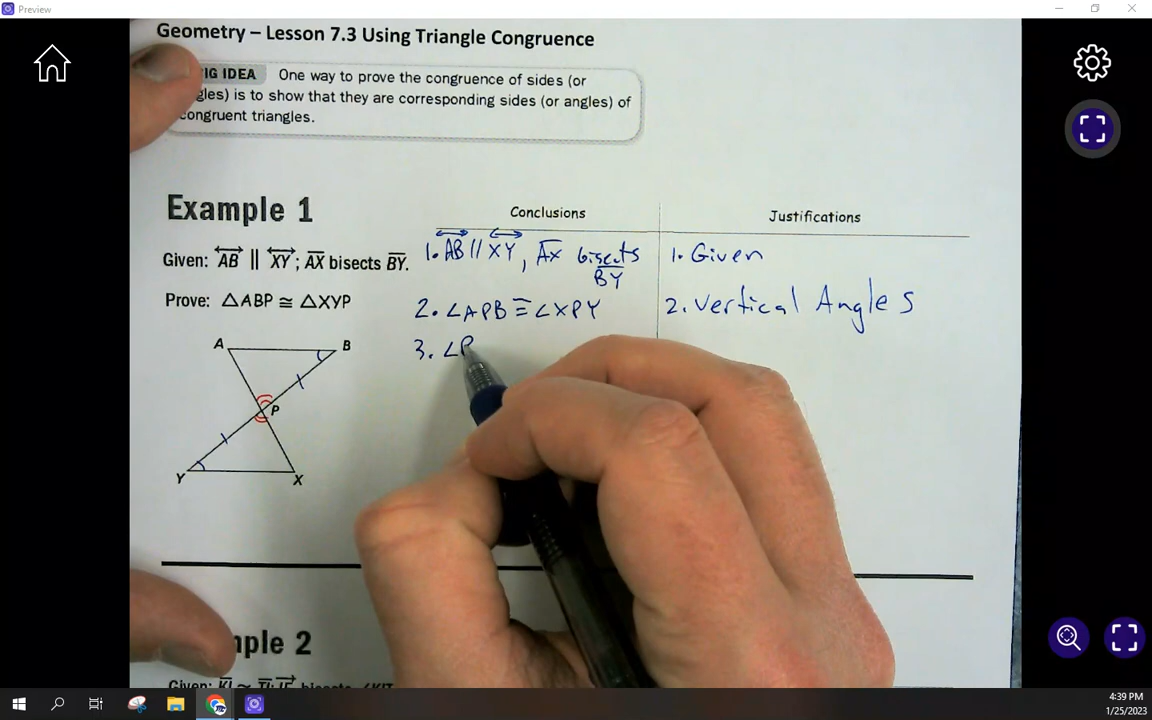 Preview
Geometry – Lesson 7.3 Using Triangle Congruence
IG IDEA One way to prove the congruence of sides (or
gles) is to show that they are corresponding sides (or angles) of
congruent triangles.
Example 1
Conclusions
Justifications
Given: AB || XY; AX bisects BY.
Prove: △ABP ≅ △XYP
1. AB // XY, AX bisects
BY
1. Given
2. ∠APB ≅ ∠XPY
2. Vertical Angles
3. ∠B
A
B
P
Y
X
ple 2
4:39 PM
1/25/2023